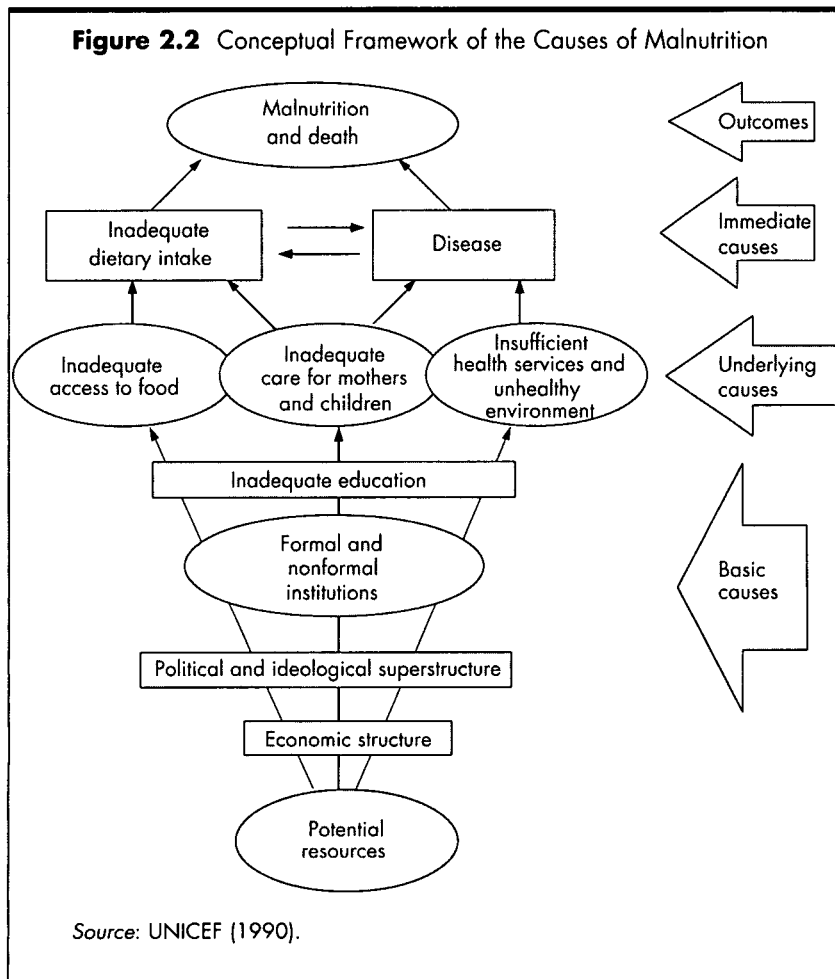 Figure 2.2 Conceptual Framework of the Causes of Malnutrition
Malnutrition
and death
Outcomes
Inadequate
dietary intake
Disease
Immediate
causes
Inadequate
access to food
Inadequate
care for mothers
and children
Insufficient
health services and
unhealthy
environment
Underlying
causes
Inadequate education
Formal and
nonformal
institutions
Basic
causes
Political and ideological superstructure
Economic structure
Potential
resources
Source: UNICEF (1990).